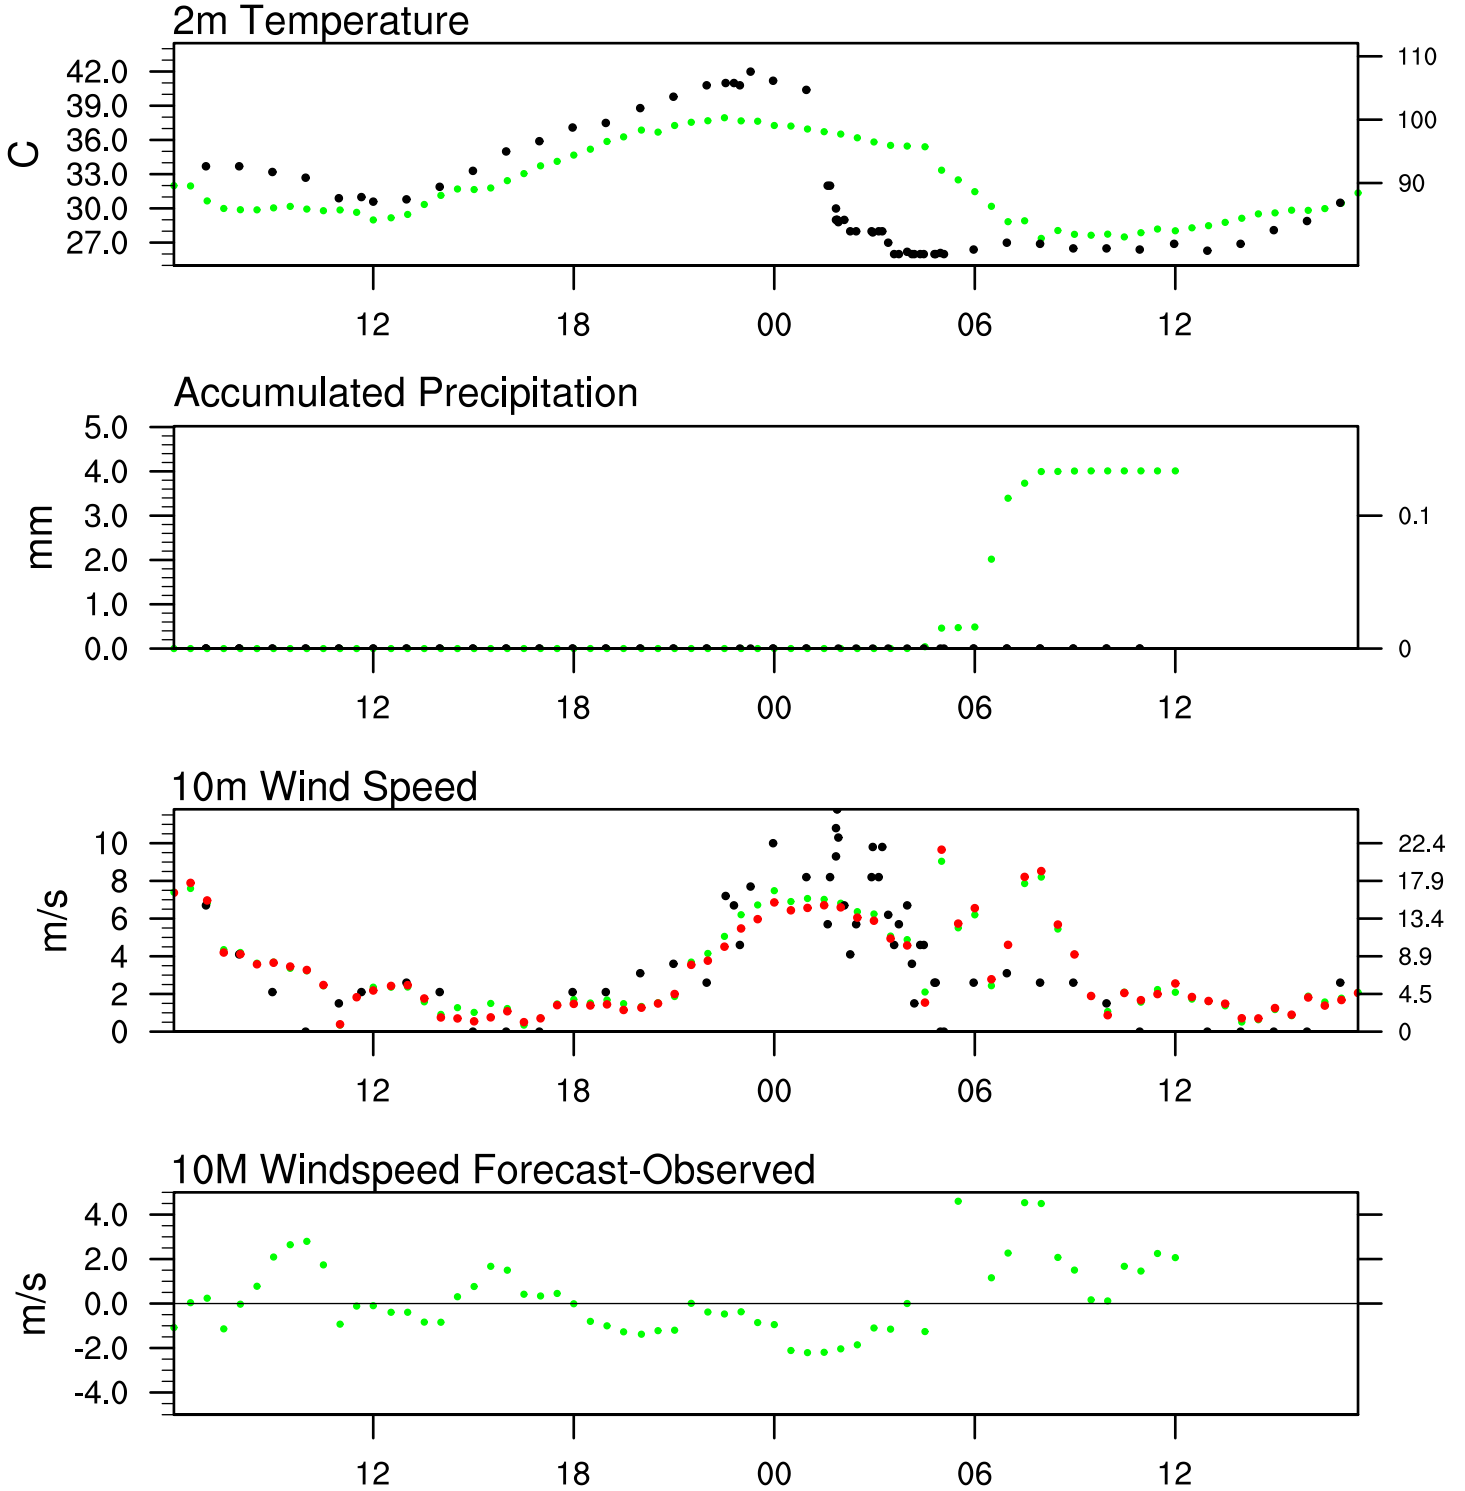 2m Temperature
42.0
39.0
36.0
33.0
30.0
27.0
C
110
100
90
12 18 00 06 12
Accumulated Precipitation
5.0
4.0
3.0
2.0
1.0
0.0
mm
0.1
0
12 18 00 06 12
10m Wind Speed
10
8
6
4
2
0
m/s
22.4
17.9
13.4
8.9
4.5
0
12 18 00 06 12
10M Windspeed Forecast-Observed
4.0
2.0
0.0
-2.0
-4.0
m/s
12 18 00 06 12